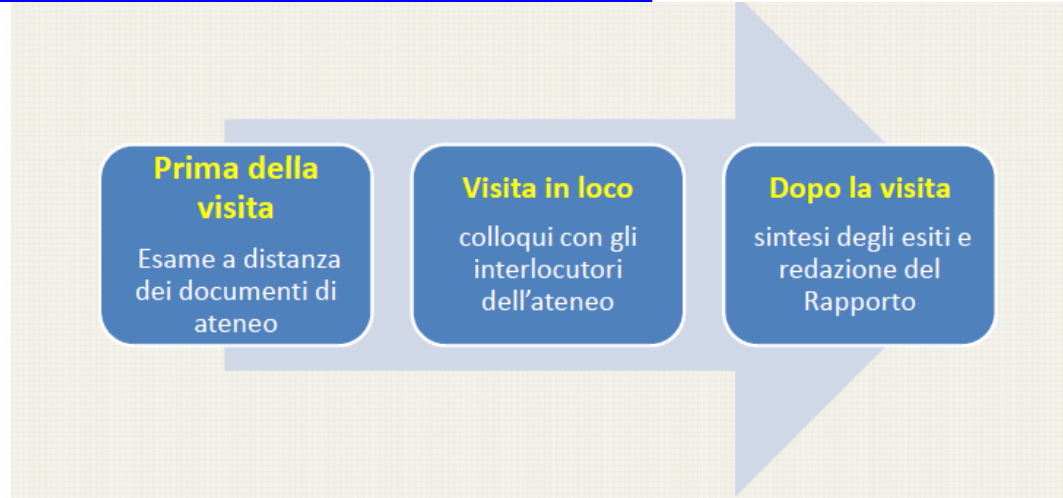 Prima della
visita
Esame a distanza
dei documenti di
ateneo
Visita in loco
colloqui con gli
interlocutori
dell'ateneo
Dopo la visita
sintesi degli esiti e
redazione del
Rapporto